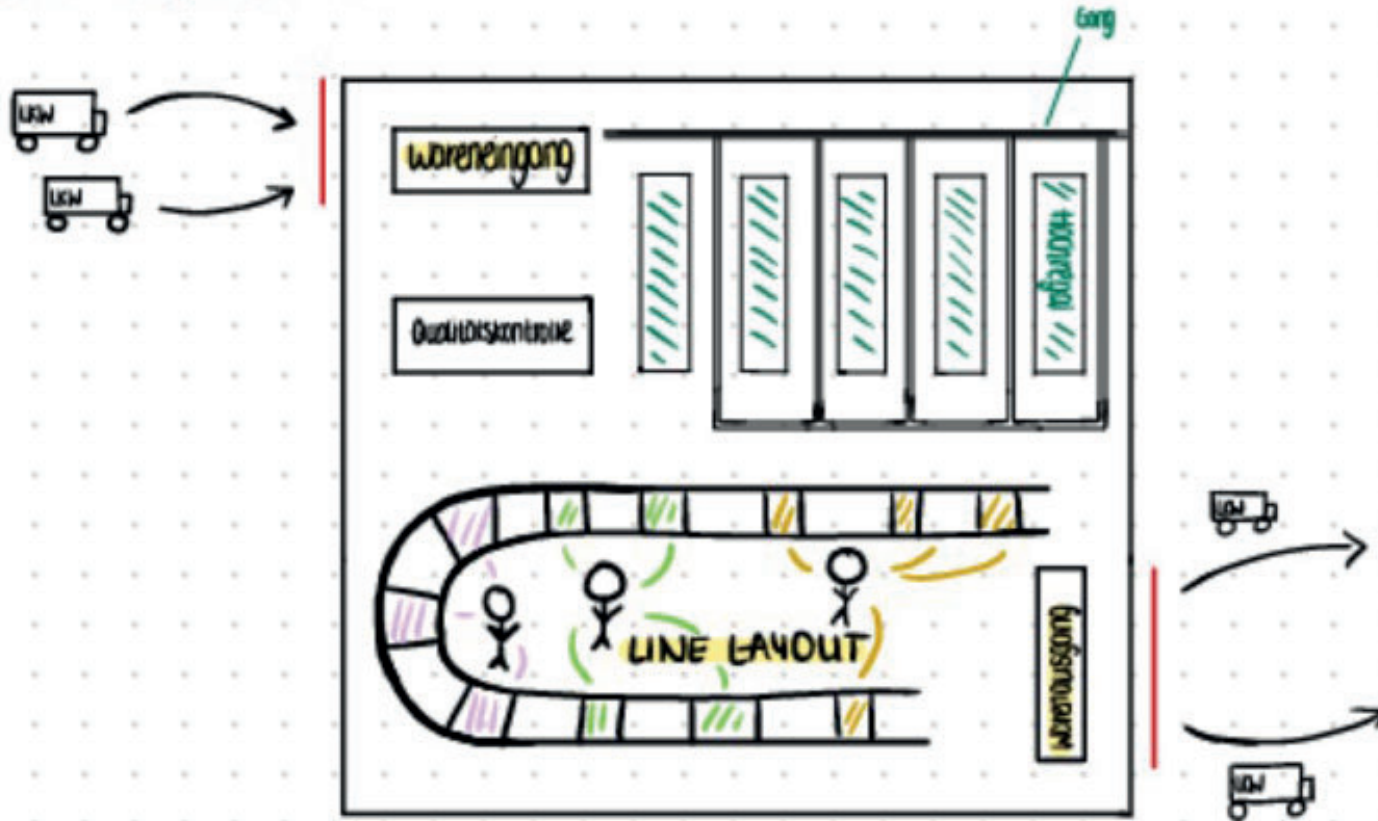 Gang
LKW
LKW
Wareneingang
Hochregal
Qualitätskontrolle
LKW
LINE LAYOUT
Warenausgang
LKW